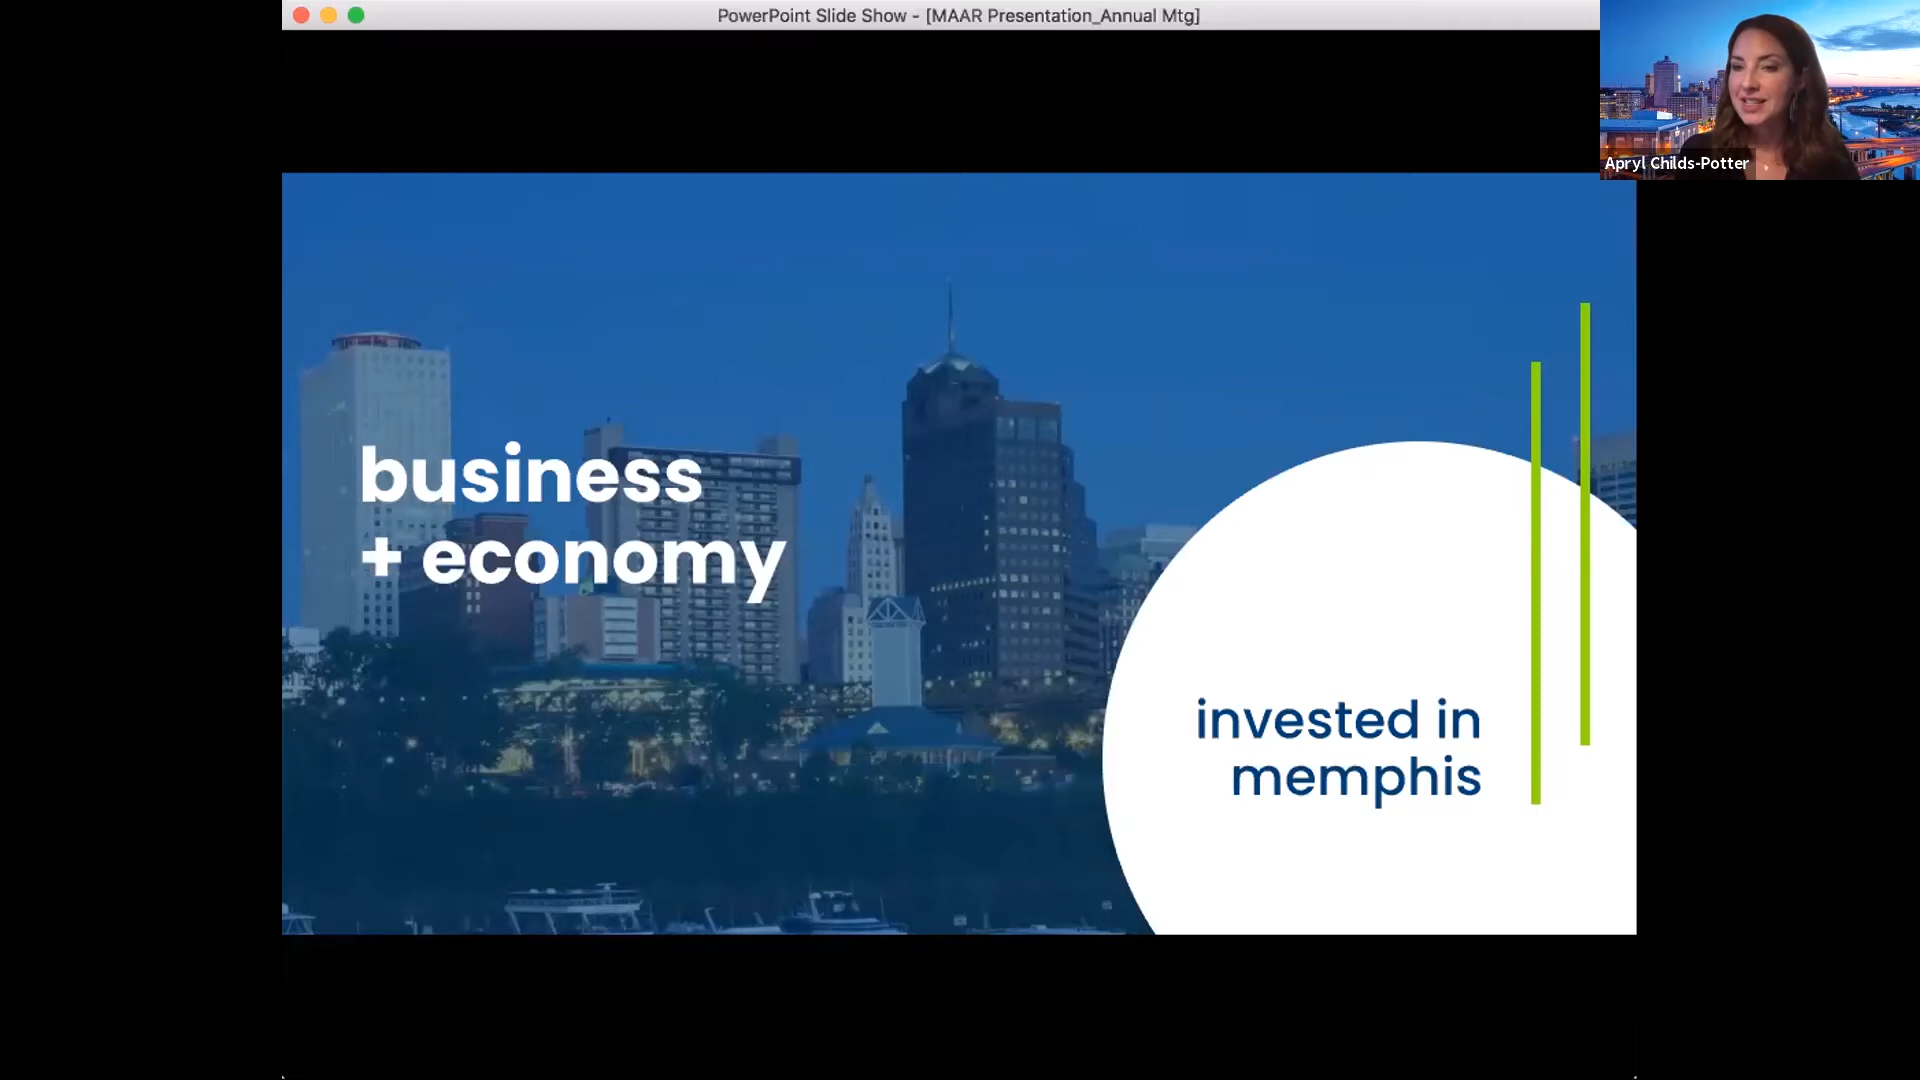 PowerPoint Slide Show - [MAAR Presentation_Annual Mtg]
Apryl Childs-Potter
business
+ economy
invested in
memphis